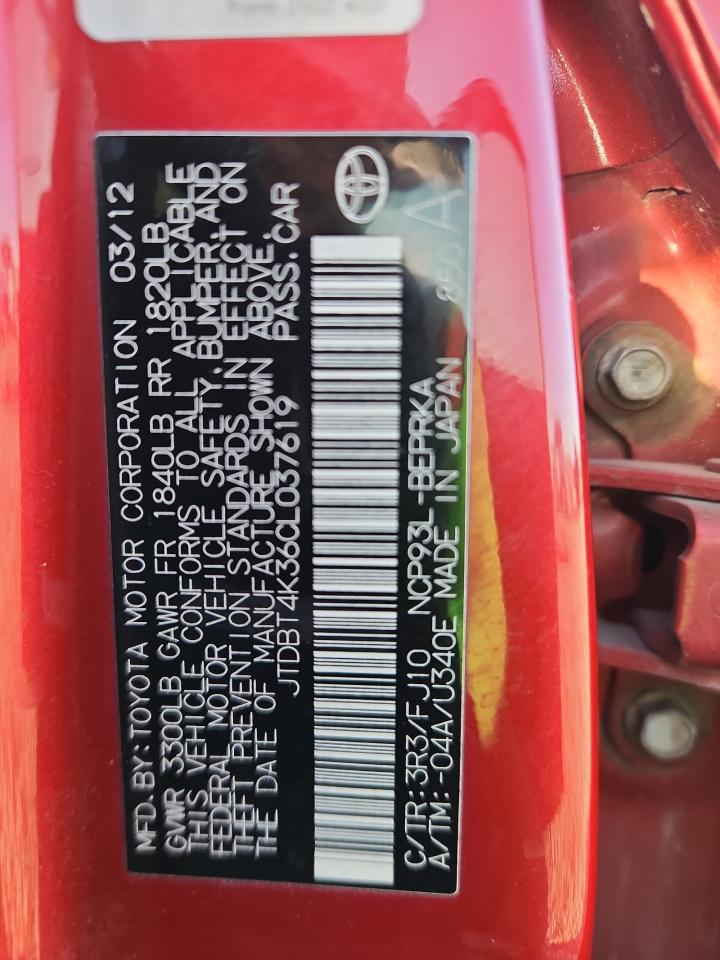 MFD.BY:TOYOTA MOTOR CORPORATION 03/12
GVWR 3300LB GAWR FR 1840LB RR 1820LB
THIS VEHICLE CONFORMS TO ALL APPLICABLE
FEDERAL MOTOR VEHICLE SAFETY,BUMPER,AND
THEFT PREVENTION STANDARDS IN EFFECT ON
THE DATE OF MANUFACTURE SHOWN ABOVE.
JTDBT4K36CL037619 PASS.CAR
C/TR:3R3/FJ10 NCP93L-BEPRKA
A/TM:-04A/U340E MADE IN JAPAN 850 A